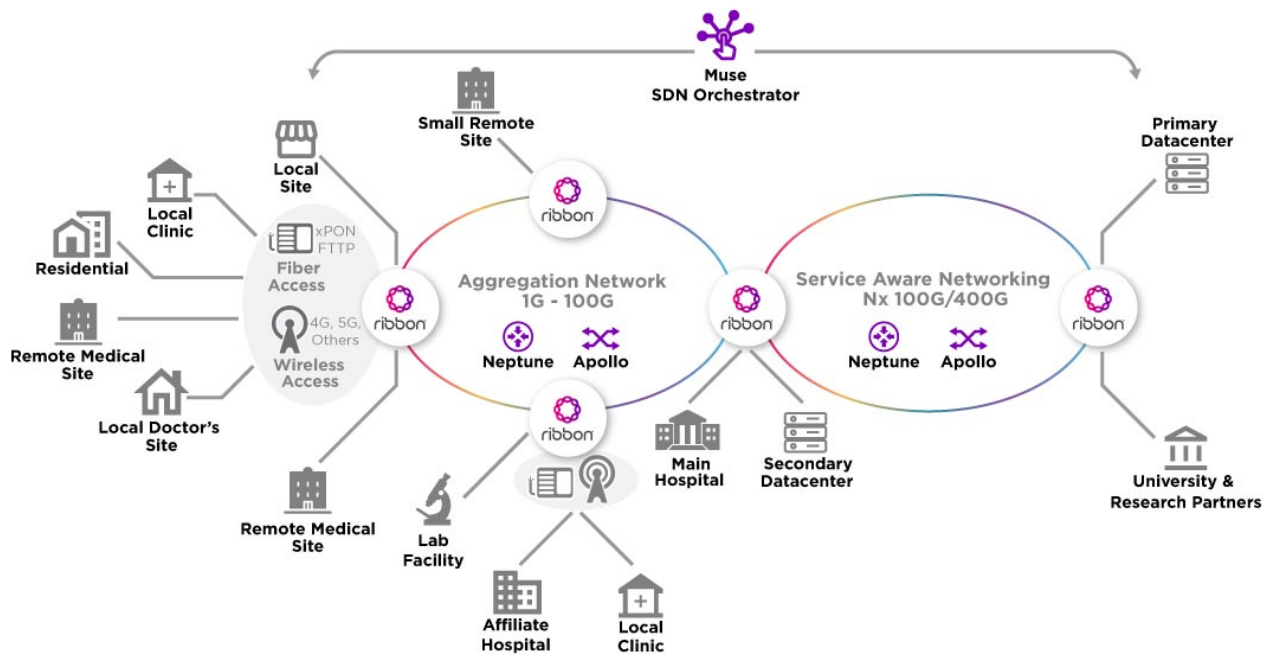 Muse
SDN Orchestrator
Small Remote
Site
Primary
Datacenter
Local
Site
Local
Clinic
Residential
Remote Medical
Site
Local Doctor's
Site
xPON
FTTP
Fiber
Access
4G, 5G,
Others
Wireless
Access
ribbon
ribbon
Aggregation Network
1G - 100G
Neptune
Apollo
ribbon
ribbon
Service Aware Networking
Nx 100G/400G
Neptune
Apollo
ribbon
Remote Medical
Site
Lab
Facility
Affiliate
Hospital
Local
Clinic
Main
Hospital
Secondary
Datacenter
University &
Research Partners